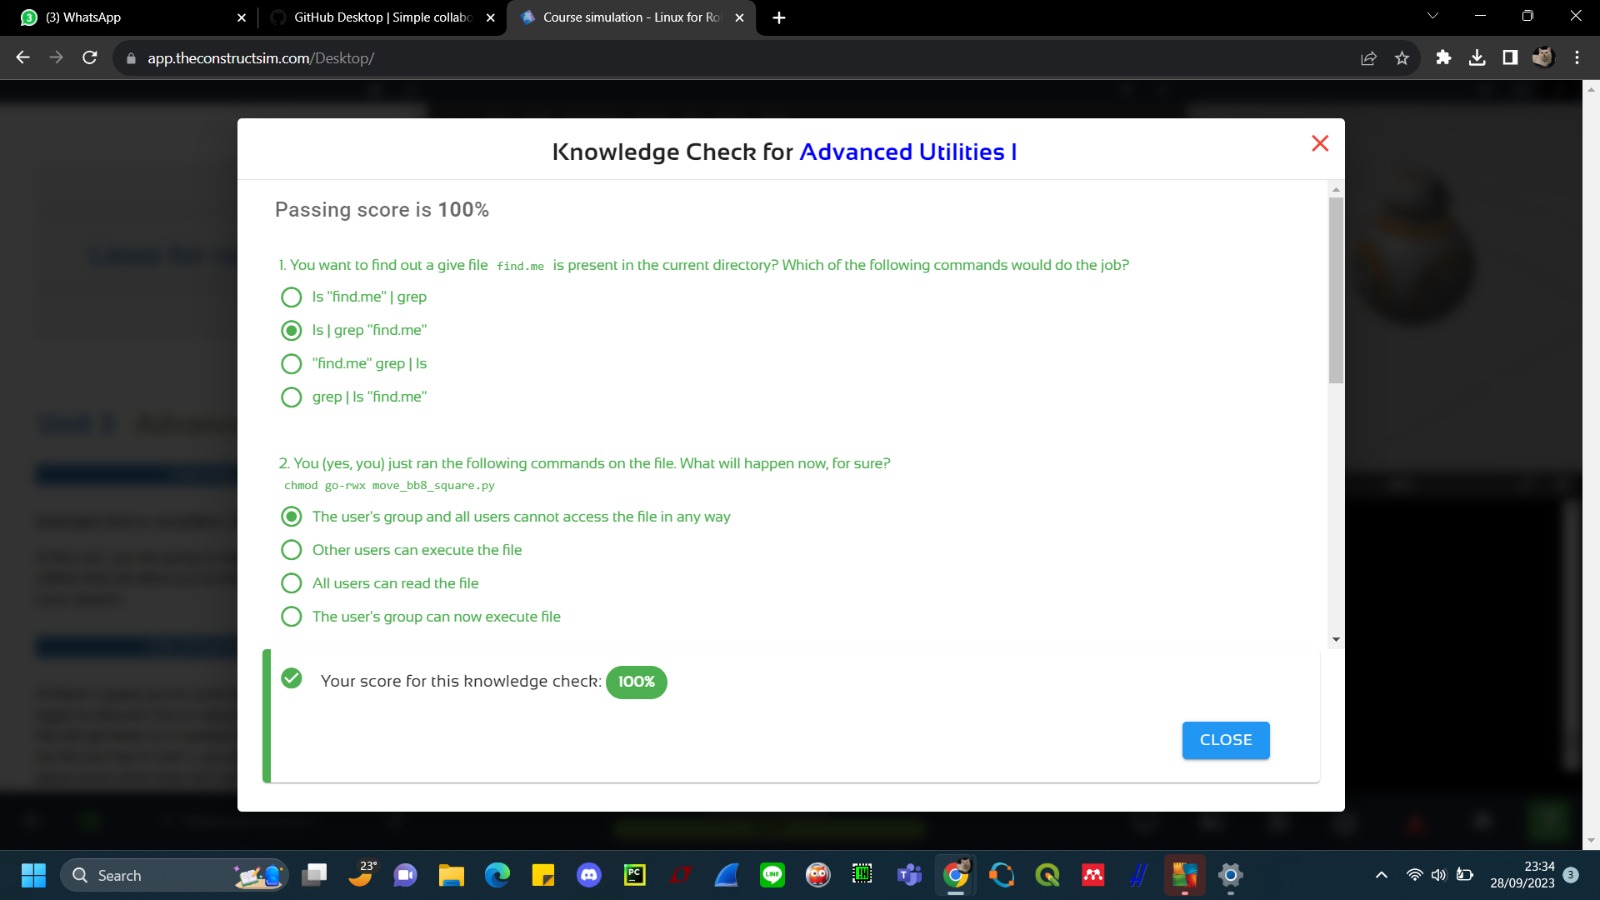 (3) WhatsApp
GitHub Desktop | Simple collabo
Course simulation - Linux for Ro
app.theconstructsim.com/Desktop/
Knowledge Check for Advanced Utilities I
Passing score is 100%
1. You want to find out a give file find.me is present in the current directory? Which of the following commands would do the job?
ls "find.me" | grep
ls | grep "find.me"
"find.me" grep | ls
grep | ls "find.me"
2. You (yes, you) just ran the following commands on the file. What will happen now, for sure?
chmod go-rwx move_bb8_square.py
The user's group and all users cannot access the file in any way
Other users can execute the file
All users can read the file
The user's group can now execute file
Your score for this knowledge check: 100%
CLOSE
Unit 3
Search
23°
PC
LINE
23:34
28/09/2023
3